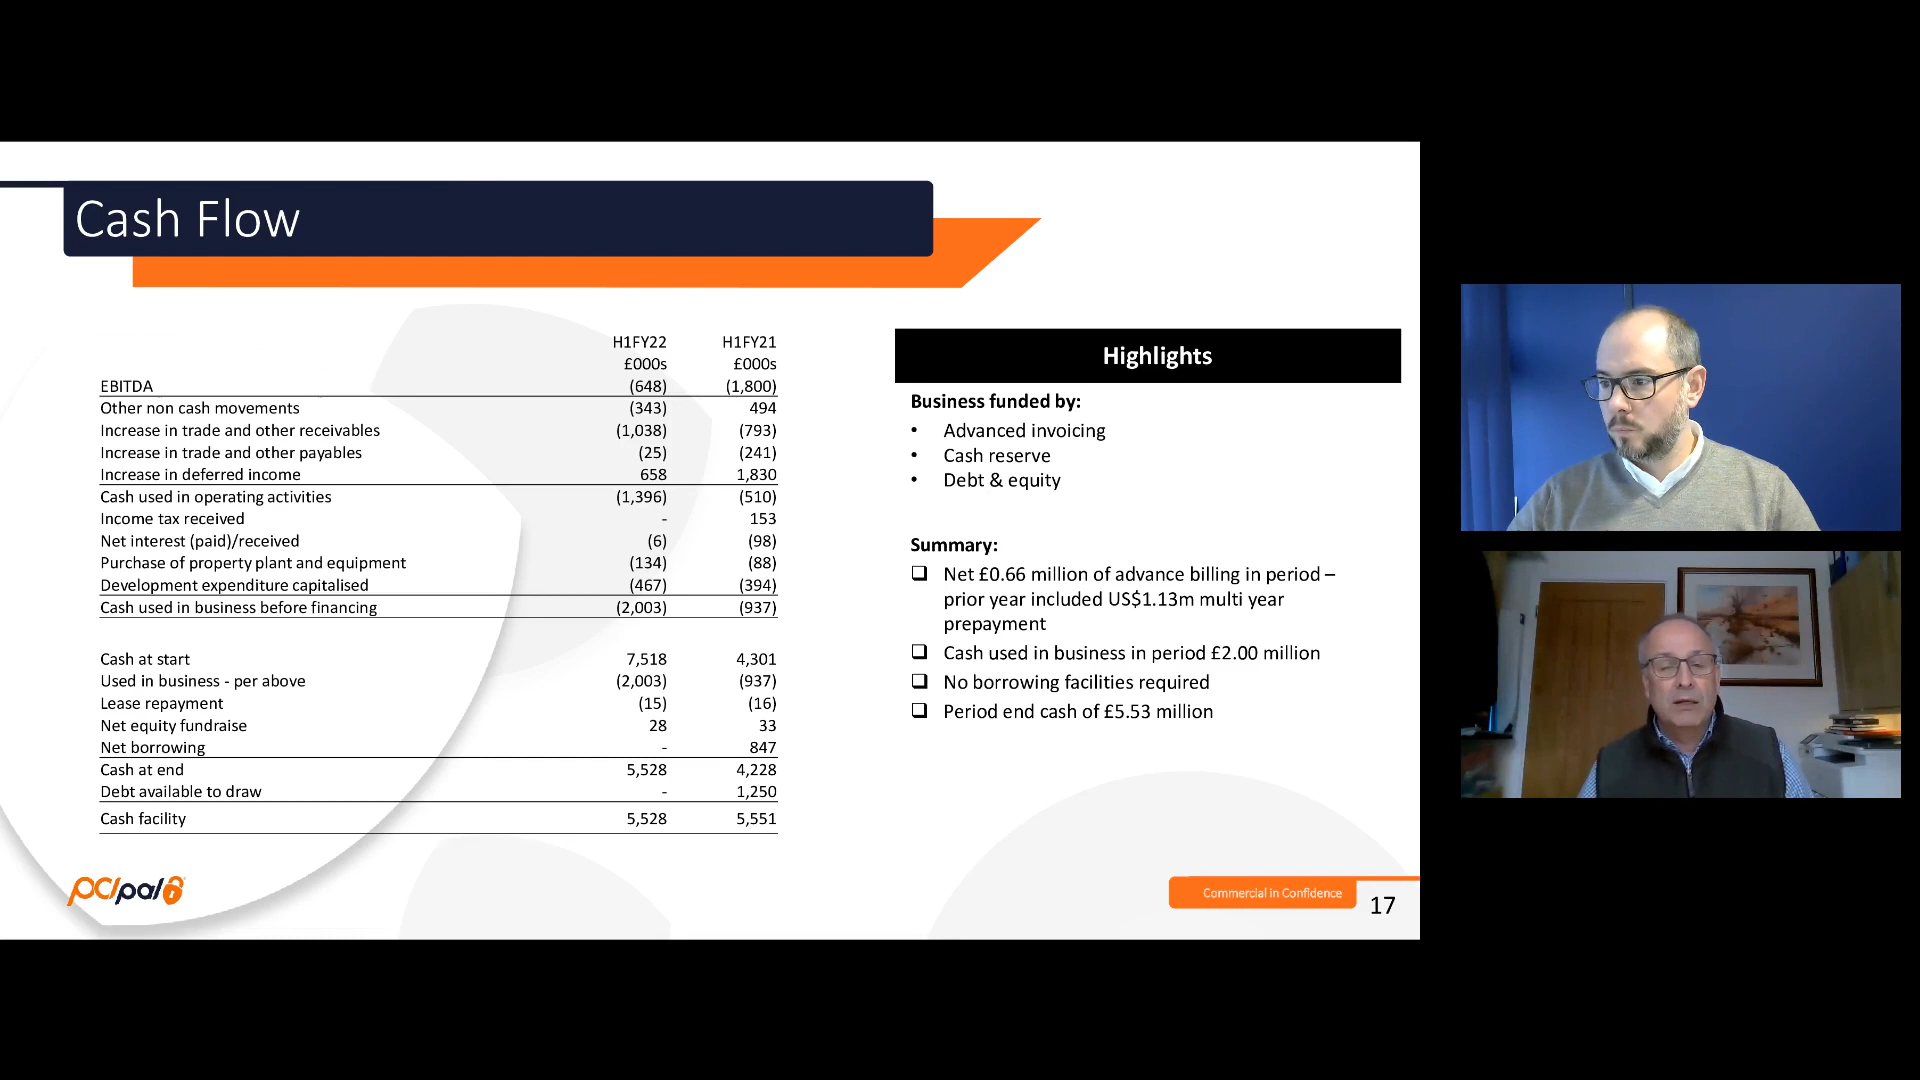 Cash Flow
H1FY22 H1FY21
£000s £000s
EBITDA (648) (1,800)
Other non cash movements (343) 494
Increase in trade and other receivables (1,038) (793)
Increase in trade and other payables (25) (241)
Increase in deferred income 658 1,830
Cash used in operating activities (1,396) (510)
Income tax received - 153
Net interest (paid)/received (6) (98)
Purchase of property plant and equipment (134) (88)
Development expenditure capitalised (467) (394)
Cash used in business before financing (2,003) (937)
Cash at start 7,518 4,301
Used in business - per above (2,003) (937)
Lease repayment (15) (16)
Net equity fundraise 28 33
Net borrowing - 847
Cash at end 5,528 4,228
Debt available to draw - 1,250
Cash facility 5,528 5,551
Highlights
Business funded by:
• Advanced invoicing
• Cash reserve
• Debt & equity
Summary:
❑ Net £0.66 million of advance billing in period –
prior year included US$1.13m multi year
prepayment
❑ Cash used in business in period £2.00 million
❑ No borrowing facilities required
❑ Period end cash of £5.53 million
pci pal
Commercial in Confidence
17